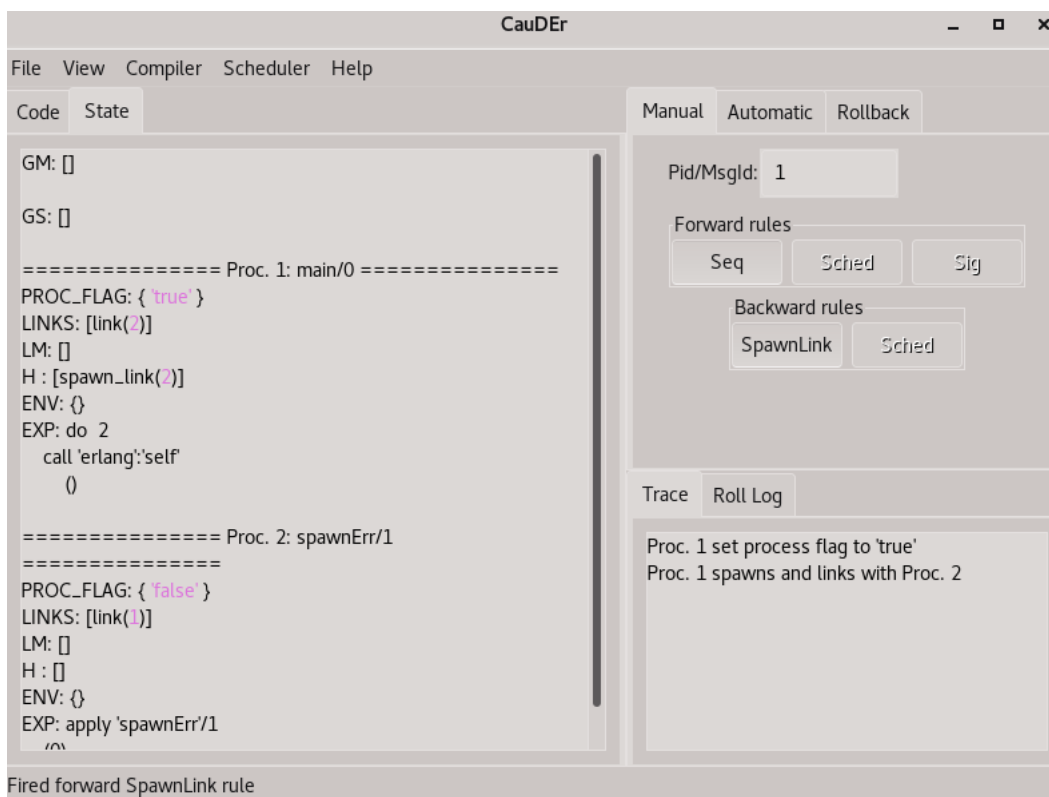 CauDEr
File View Compiler Scheduler Help
Code State
GM: []
GS: []
=============== Proc. 1: main/0 ===============
PROC_FLAG: { 'true' }
LINKS: [link(2)]
LM: []
H : [spawn_link(2)]
ENV: {}
EXP: do 2
call 'erlang':'self'
()
=============== Proc. 2: spawnErr/1
===============
PROC_FLAG: { 'false' }
LINKS: [link(1)]
LM: []
H : []
ENV: {}
EXP: apply 'spawnErr'/1
(0)
Manual Automatic Rollback
Pid/MsgId: 1
Forward rules
Seq Sched Sig
Backward rules
SpawnLink Sched
Trace Roll Log
Proc. 1 set process flag to 'true'
Proc. 1 spawns and links with Proc. 2
Fired forward SpawnLink rule